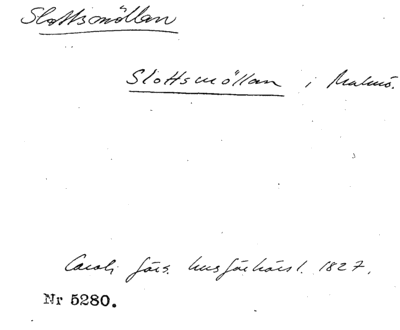 Slottsmöllan
Slottsmöllan i Malmö.
Caroli förs. husförhörsl. 1827.
Nr 5280.